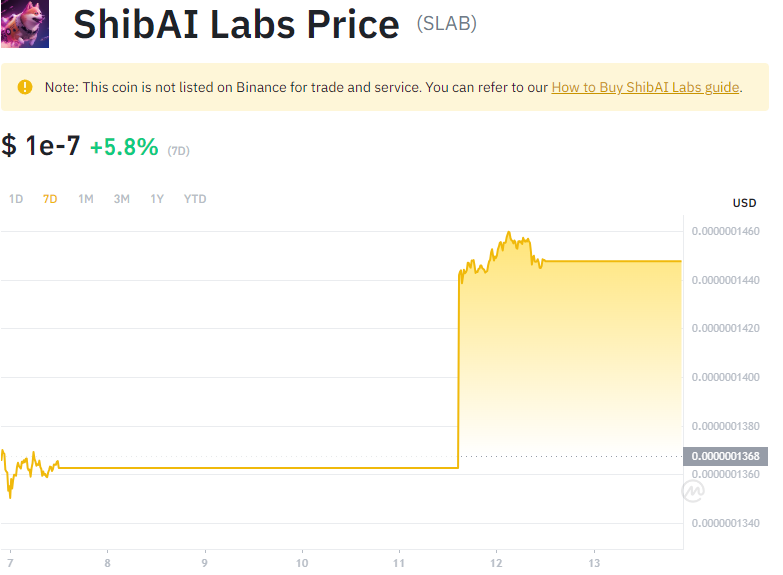 ShibAI Labs Price (SLAB)
Note: This coin is not listed on Binance for trade and service. You can refer to our How to Buy ShibAI Labs guide.
$ 1e-7 +5.8% (7D)
1D 7D 1M 3M 1Y YTD
USD
0.0000001460
0.0000001440
0.0000001420
0.0000001400
0.0000001380
0.0000001368
0.0000001360
0.0000001340
7 8 9 10 11 12 13